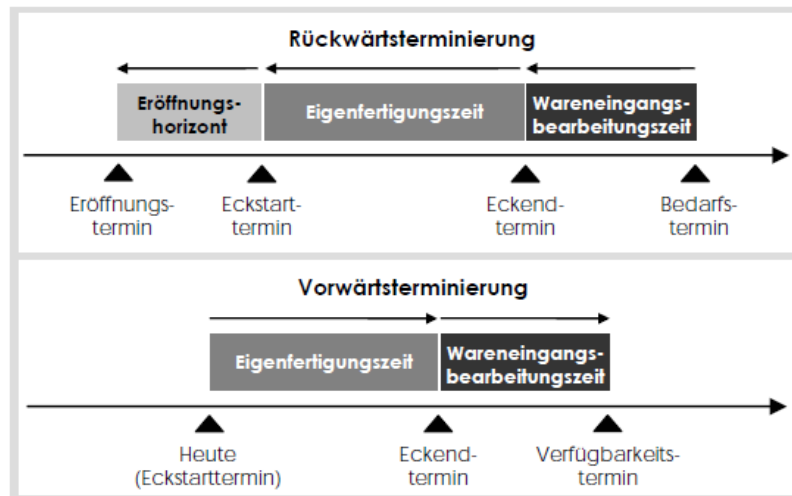 Rückwärtsterminierung
Eröffnungs-
horizont
Eigenfertigungszeit
Wareneingangs-
bearbeitungszeit
Eröffnungs-
termin
Eckstart-
termin
Eckend-
termin
Bedarfs-
termin
Vorwärtsterminierung
Eigenfertigungszeit
Wareneingangs-
bearbeitungszeit
Heute
(Eckstarttermin)
Eckend-
termin
Verfügbarkeits-
termin